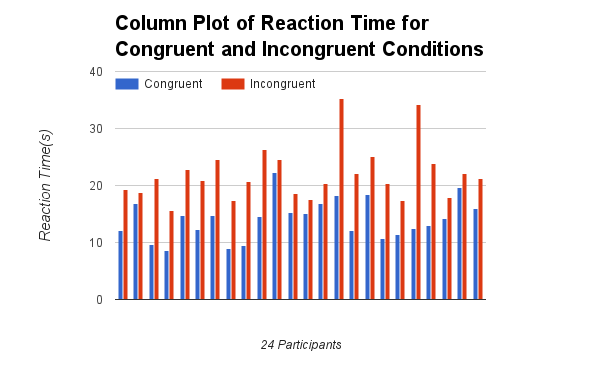 Column Plot of Reaction Time for
Congruent and Incongruent Conditions
40
Congruent
Incongruent
30
20
10
0
Reaction Time(s)
24 Participants